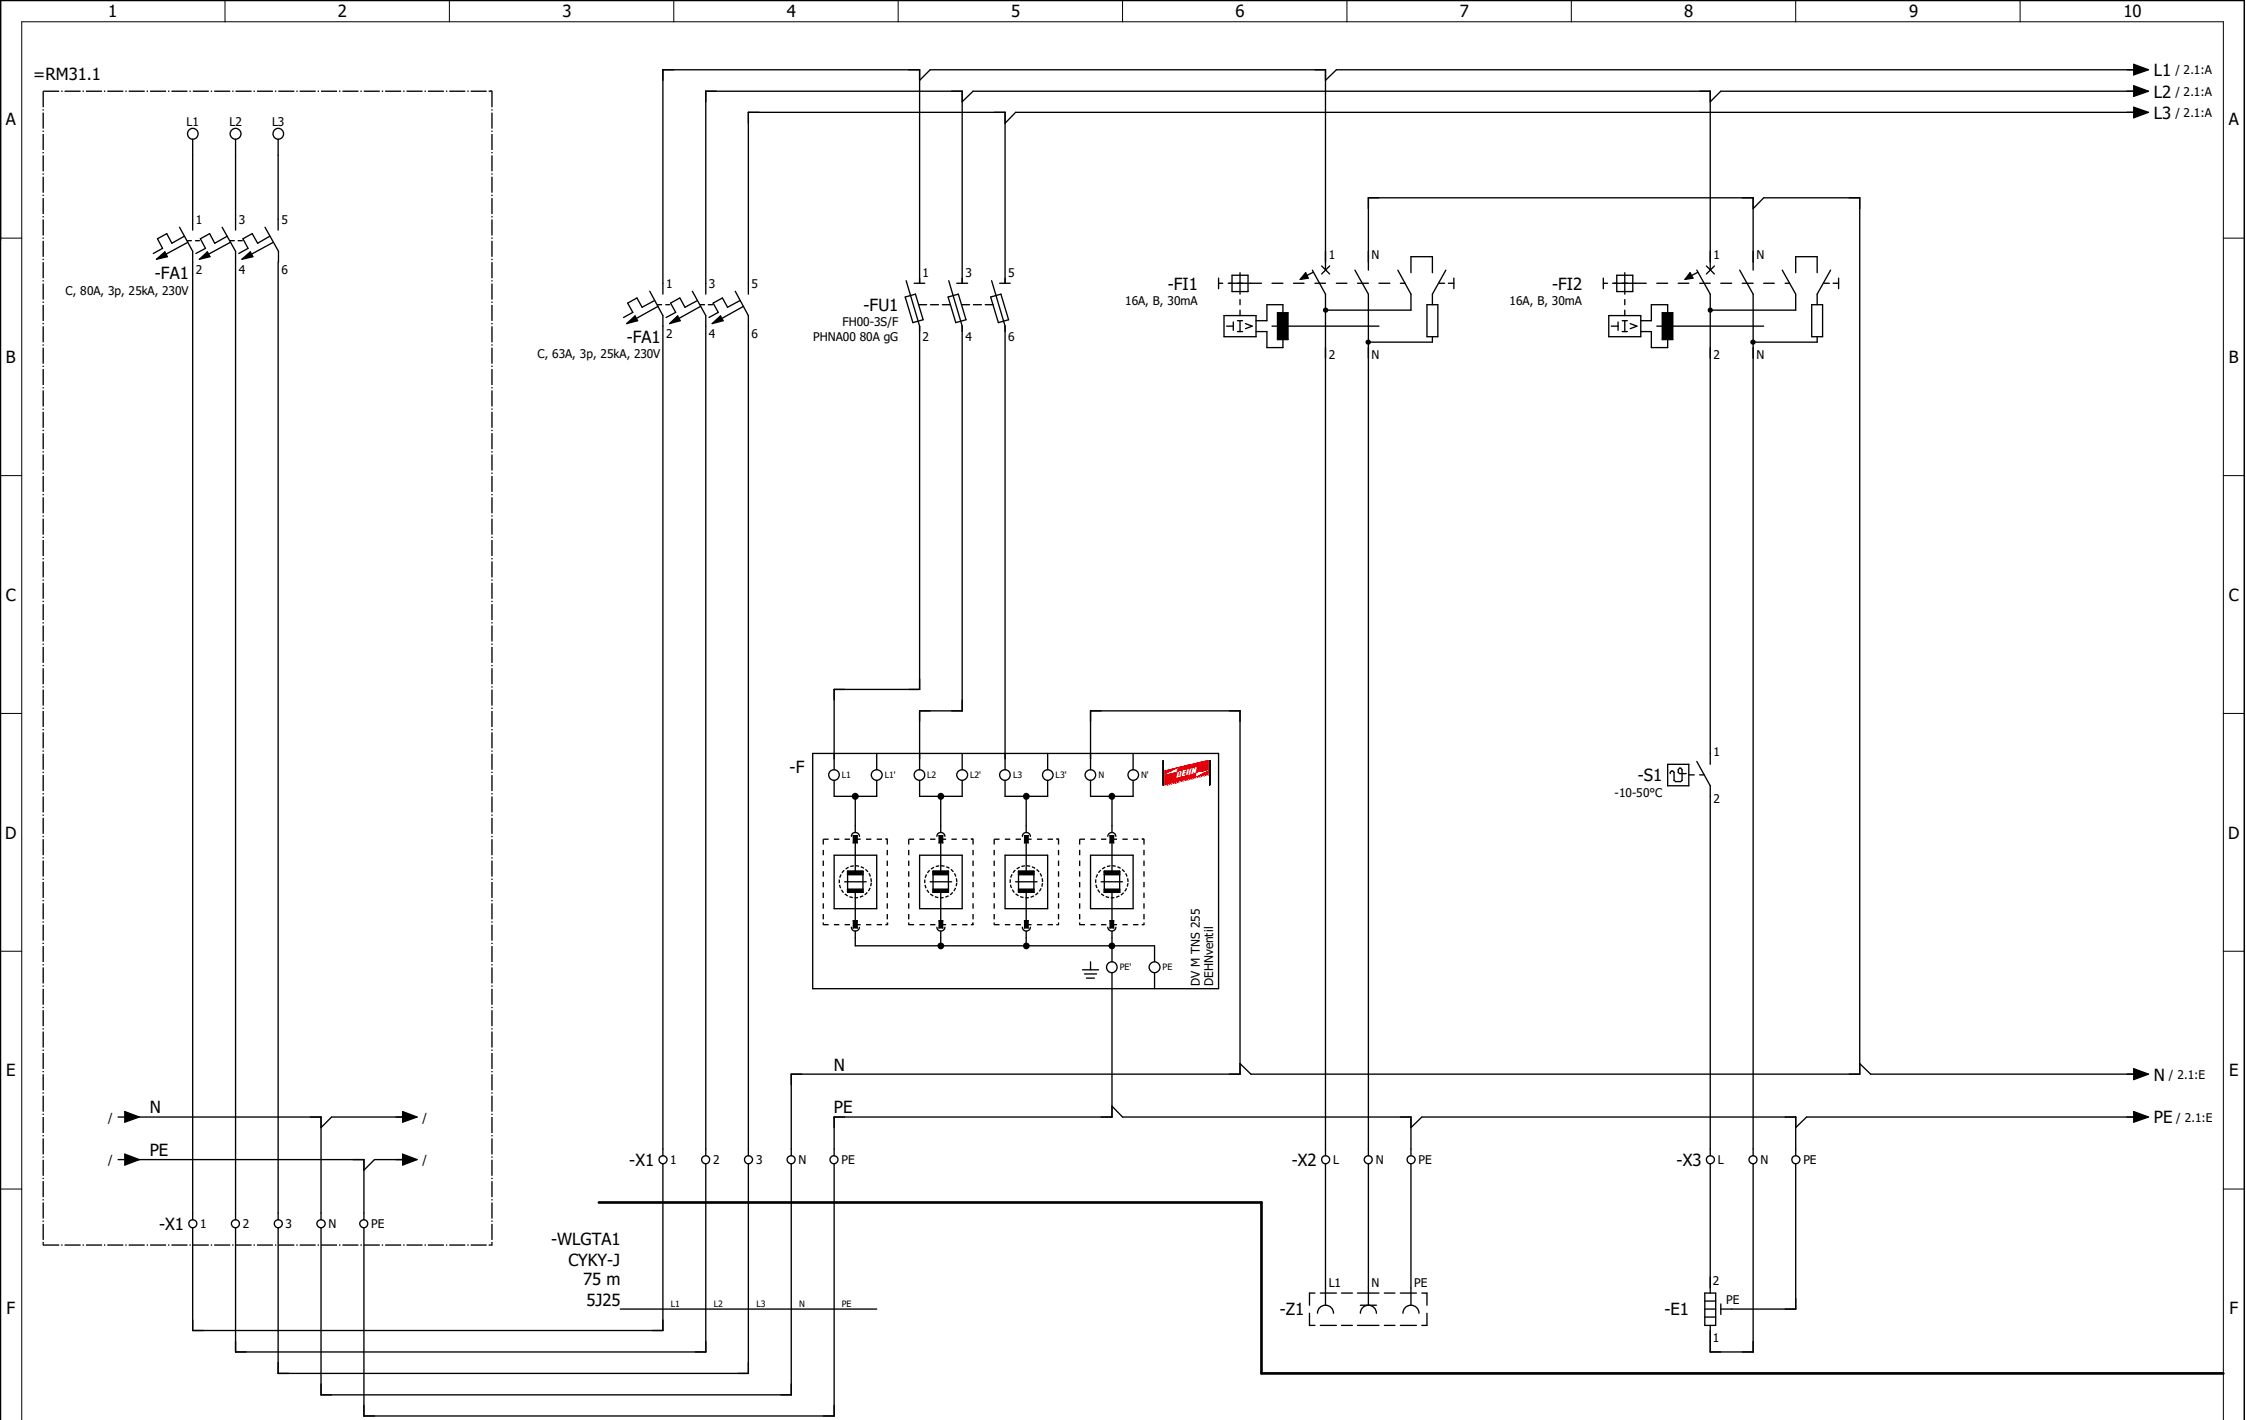 1 2 3 4 5 6 7 8 9 10
=RM31.1
L1 / 2.1:A
L2 / 2.1:A
L3 / 2.1:A
A A
L1 L2 L3
1 3 5
-FA1 2 4 6
C, 80A, 3p, 25kA, 230V
1 3 5
-FA1 2 4 6
C, 63A, 3p, 25kA, 230V
1 3 5
-FU1
FH00-3S/F
PHNA00 80A gG 2 4 6
1 N
-FI1
16A, B, 30mA
I>
2 N
1 N
-FI2
16A, B, 30mA
I>
2 N
B B
C C
-F
L1 L1' L2 L2' L3 L3' N N'
DEHN
DV M TNS 255
DEHNventil
PE' PE
1
-S1
-10-50°C
2
D D
E E
N
N / 2.1:E
PE
PE / 2.1:E
/ N /
/ PE /
-X1 1 2 3 N PE
-X2 L N PE
-X3 L N PE
-X1 1 2 3 N PE
-WLGTA1
CYKY-J
75 m
5J25
L1 L2 L3 N PE
L1 N PE
-Z1
2
-E1 PE
1
F F